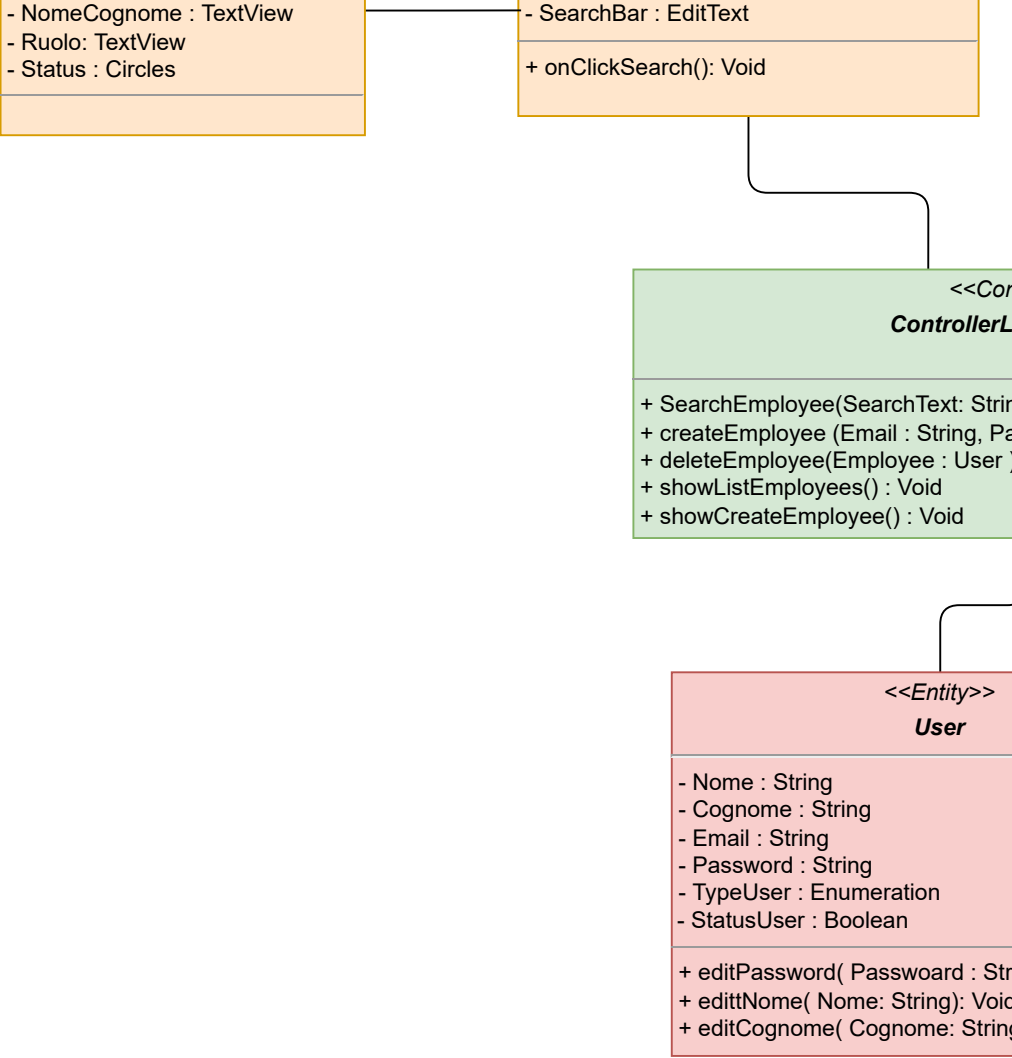 - NomeCognome : TextView
- Ruolo: TextView
- Status : Circles
- SearchBar : EditText
+ onClickSearch(): Void
<<Con
ControllerL
+ SearchEmployee(SearchText: Strin
+ createEmployee (Email : String, Pa
+ deleteEmployee(Employee : User )
+ showListEmployees() : Void
+ showCreateEmployee() : Void
<<Entity>>
User
- Nome : String
- Cognome : String
- Email : String
- Password : String
- TypeUser : Enumeration
- StatusUser : Boolean
+ editPassword( Passwoard : Str
+ edittNome( Nome: String): Void
+ editCognome( Cognome: String